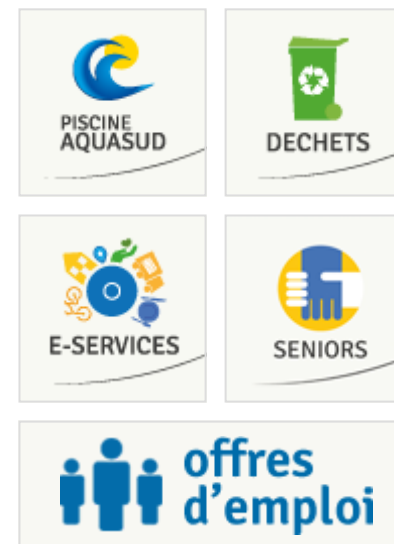 PISCINE
AQUASUD
DECHETS
E-SERVICES
SENIORS
offres
d'emploi